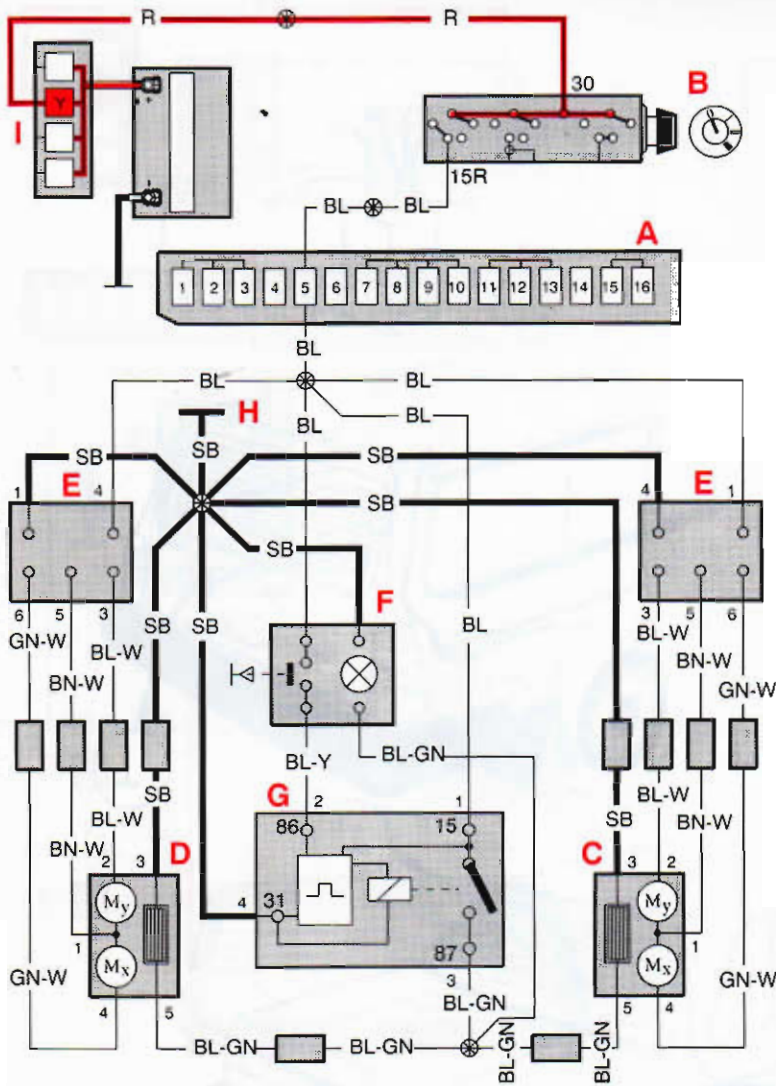 R R
30 B
Y
I
+
-
15R
BL BL
A
1 2 3 4 5 6 7 8 9 10 11 12 13 14 15 16
BL
BL BL
H BL BL
SB
SB SB
1 E 4 SB 4 E 1
SB
F
6 5 3 SB SB BL 3 5 6
GN-W BL-W BL-W
BN-W BN-W
GN-W
BL-Y BL-GN
SB G 2 1
BL-W 86 15 SB BL-W
BN-W BN-W
2 3 D C 3 2
My 4 31 My
1 1
Mx 87 Mx
GN-W 3 GN-W
4 5 BL-GN 5 4
BL-GN BL-GN BL-GN BL-GN